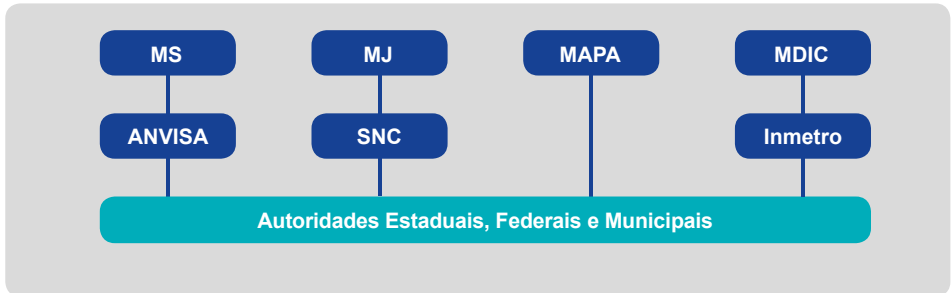 MS
MJ
MAPA
MDIC
ANVISA
SNC
Inmetro
Autoridades Estaduais, Federais e Municipais